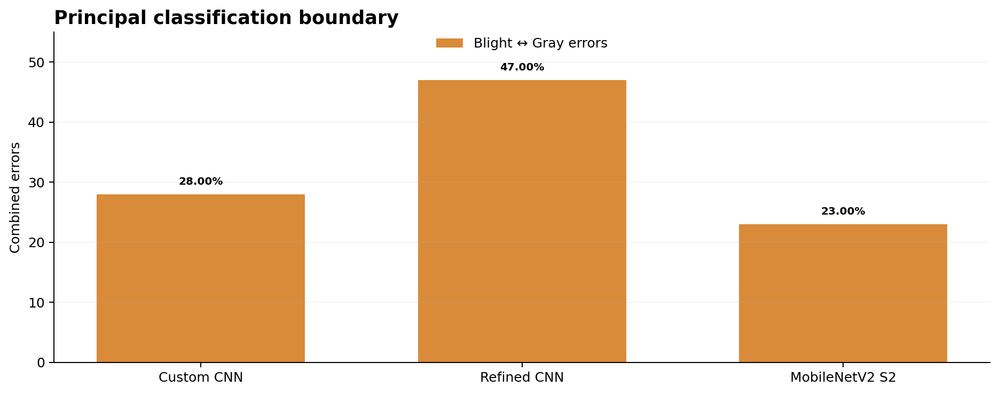 Principal classification boundary
Blight ↔ Gray errors
Combined errors
50
40
30
20
10
0
28.00%
47.00%
23.00%
Custom CNN
Refined CNN
MobileNetV2 S2